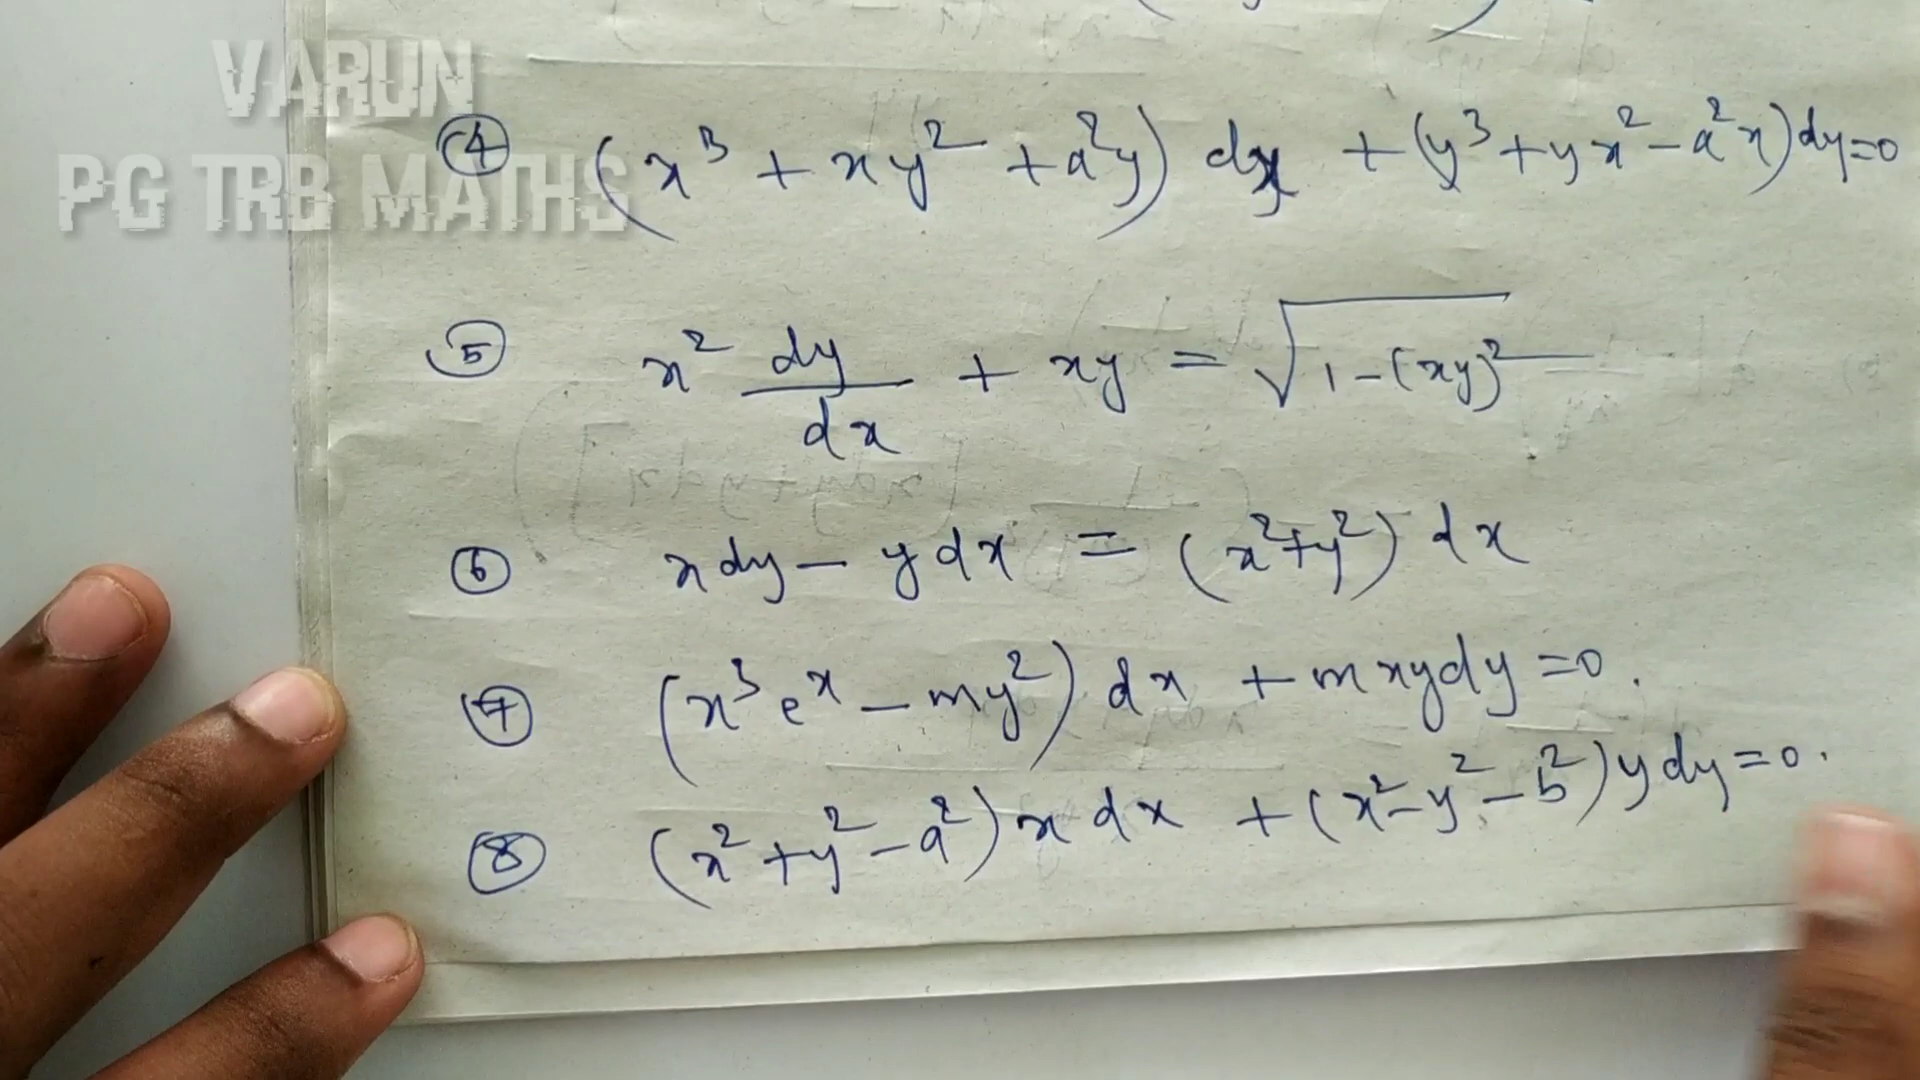 VARUN
PG TRB MATHS
④ (x³ + xy² + a²y) dx + (y³ + yx² - a²x) dy = 0
⑤ x² dy/dx + xy = √(1 - (xy)²)
⑥ x dy - y dx = (x² + y²) dx
⑦ (x³eˣ - my²) dx + mxy dy = 0.
⑧ (x² + y² - a²) x dx + (x² - y² - b²) y dy = 0.